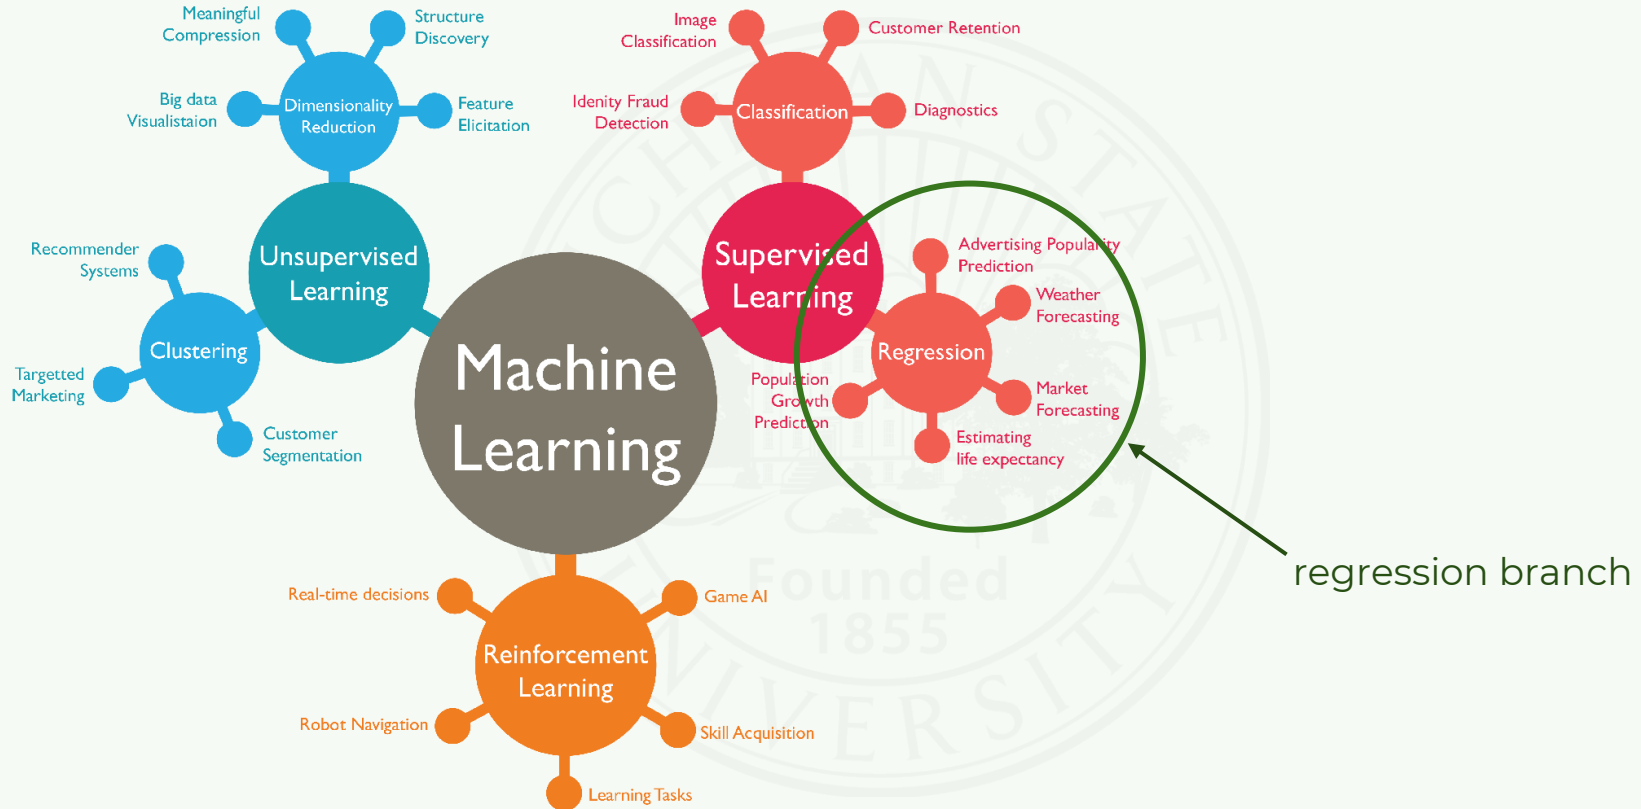 Meaningful
Compression
Structure
Discovery
Big data
Visualistaion
Dimensionality
Reduction
Feature
Elicitation
Image
Classification
Customer Retention
Idenity Fraud
Detection
Classification
Diagnostics
Recommender
Systems
Unsupervised
Learning
Clustering
Targetted
Marketing
Customer
Segmentation
Machine
Learning
Supervised
Learning
Advertising Popularity
Prediction
Weather
Forecasting
Regression
Population
Growth
Prediction
Market
Forecasting
Estimating
life expectancy
regression branch
Real-time decisions
Game AI
Reinforcement
Learning
Robot Navigation
Skill Acquisition
Learning Tasks
Founded
1855
STATE
UNIVERSITY